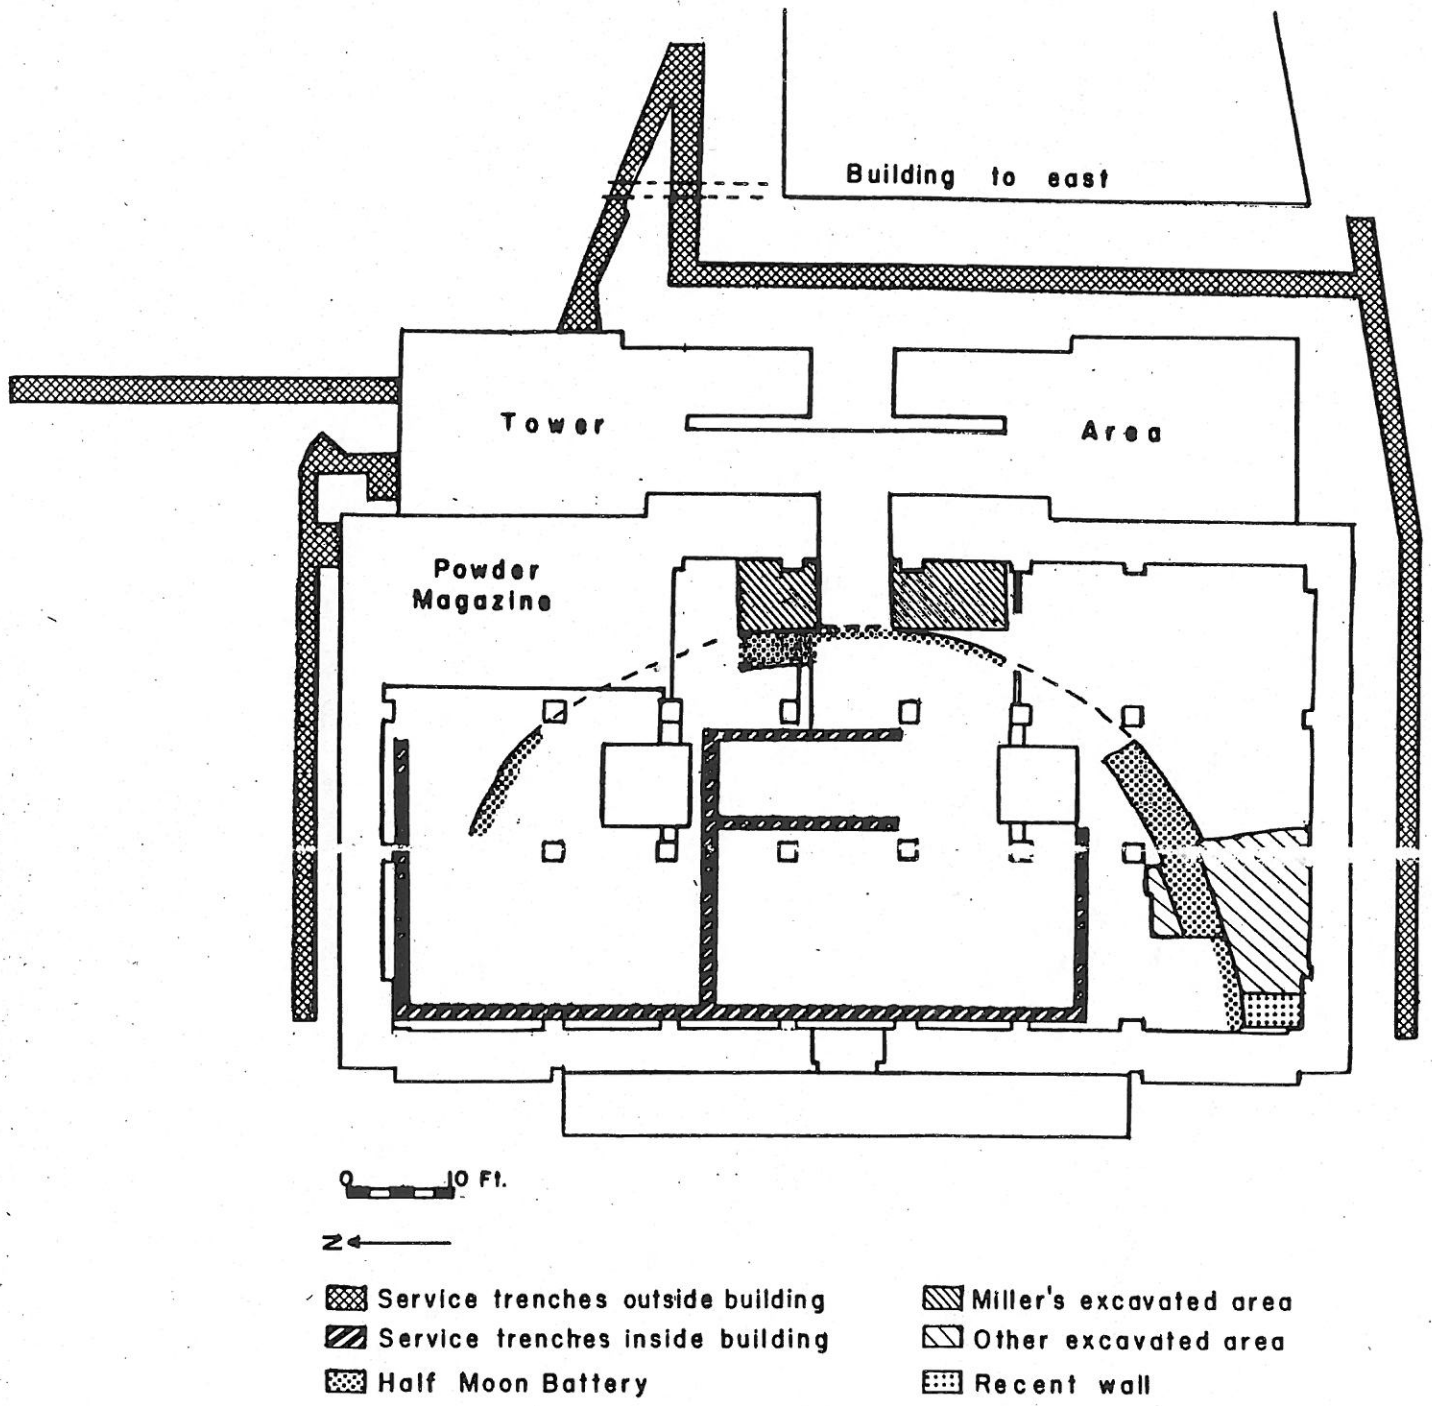 Building to east
Tower
Area
Powder
Magazine
0 10 Ft.
N
Service trenches outside building
Service trenches inside building
Half Moon Battery
Miller's excavated area
Other excavated area
Recent wall